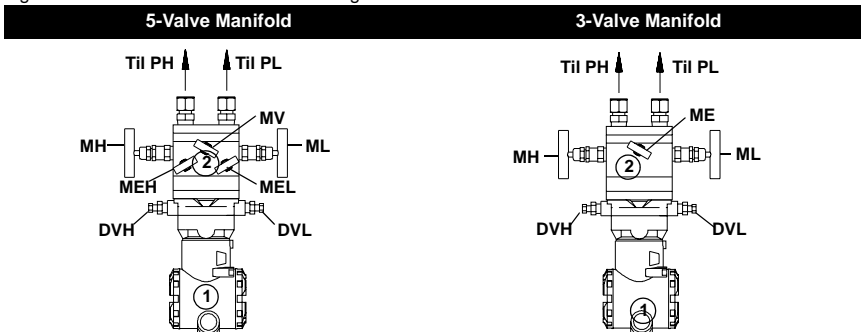 5-Valve Manifold 3-Valve Manifold
Til PH Til PL Til PH Til PL
MV ME
MH ML MH ML
2 2
MEH MEL
DVH DVL DVH DVL
1 1